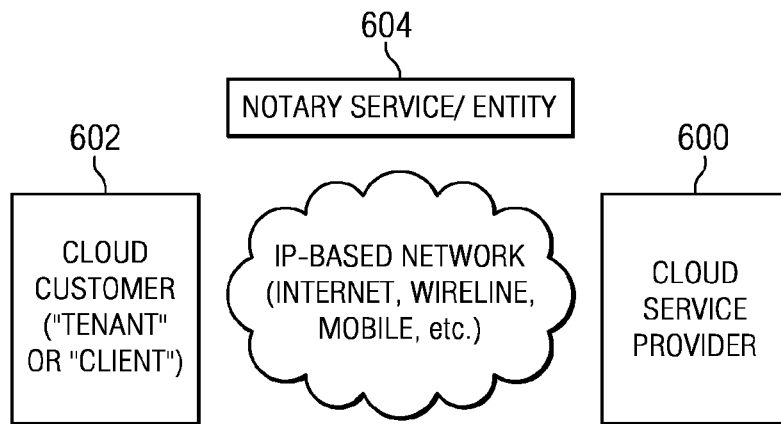 604
NOTARY SERVICE/ ENTITY
602
600
CLOUD
CUSTOMER
("TENANT"
OR "CLIENT")
IP-BASED NETWORK
(INTERNET, WIRELINE,
MOBILE, etc.)
CLOUD
SERVICE
PROVIDER